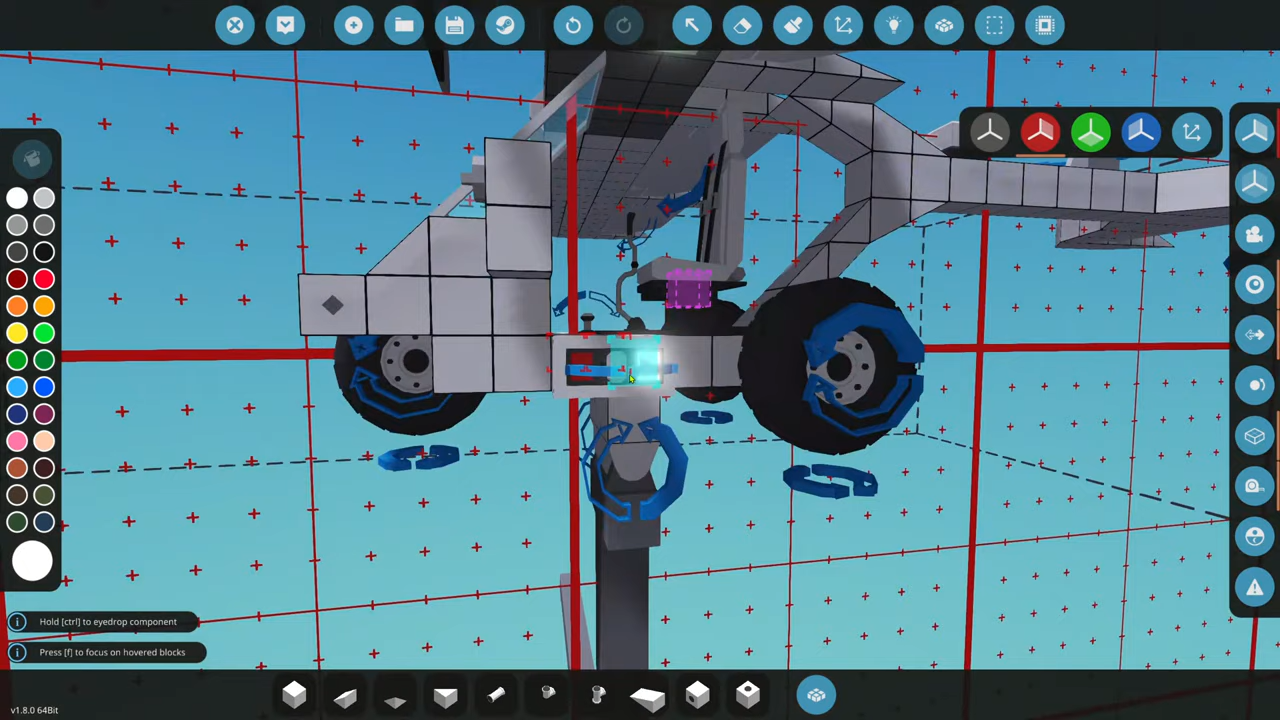 Hold [ctrl] to eyedrop component
Press [f] to focus on hovered blocks
v1.8.0 64Bit